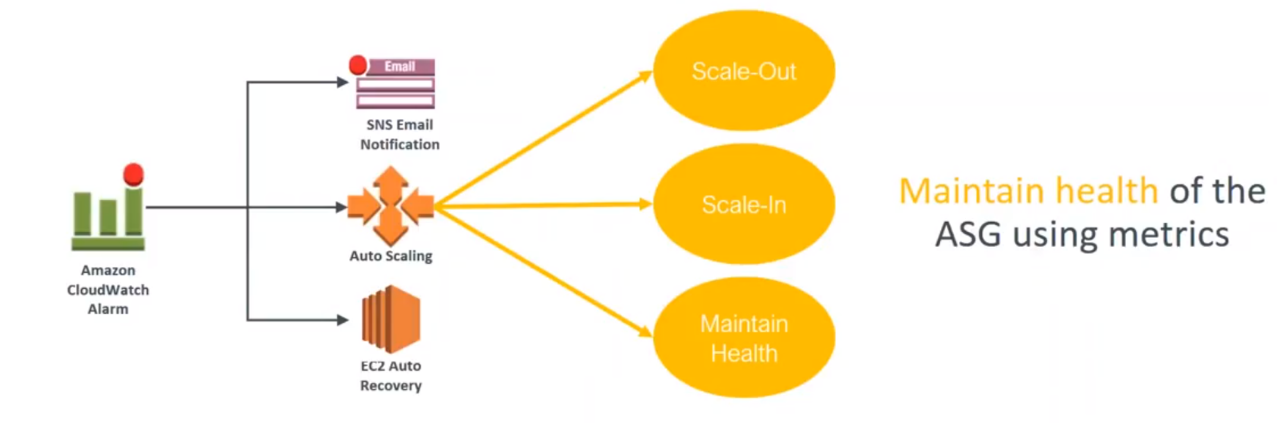 Email
SNS Email
Notification
Amazon
CloudWatch
Alarm
Auto Scaling
EC2 Auto
Recovery
Scale-Out
Scale-In
Maintain
Health
Maintain health of the
ASG using metrics